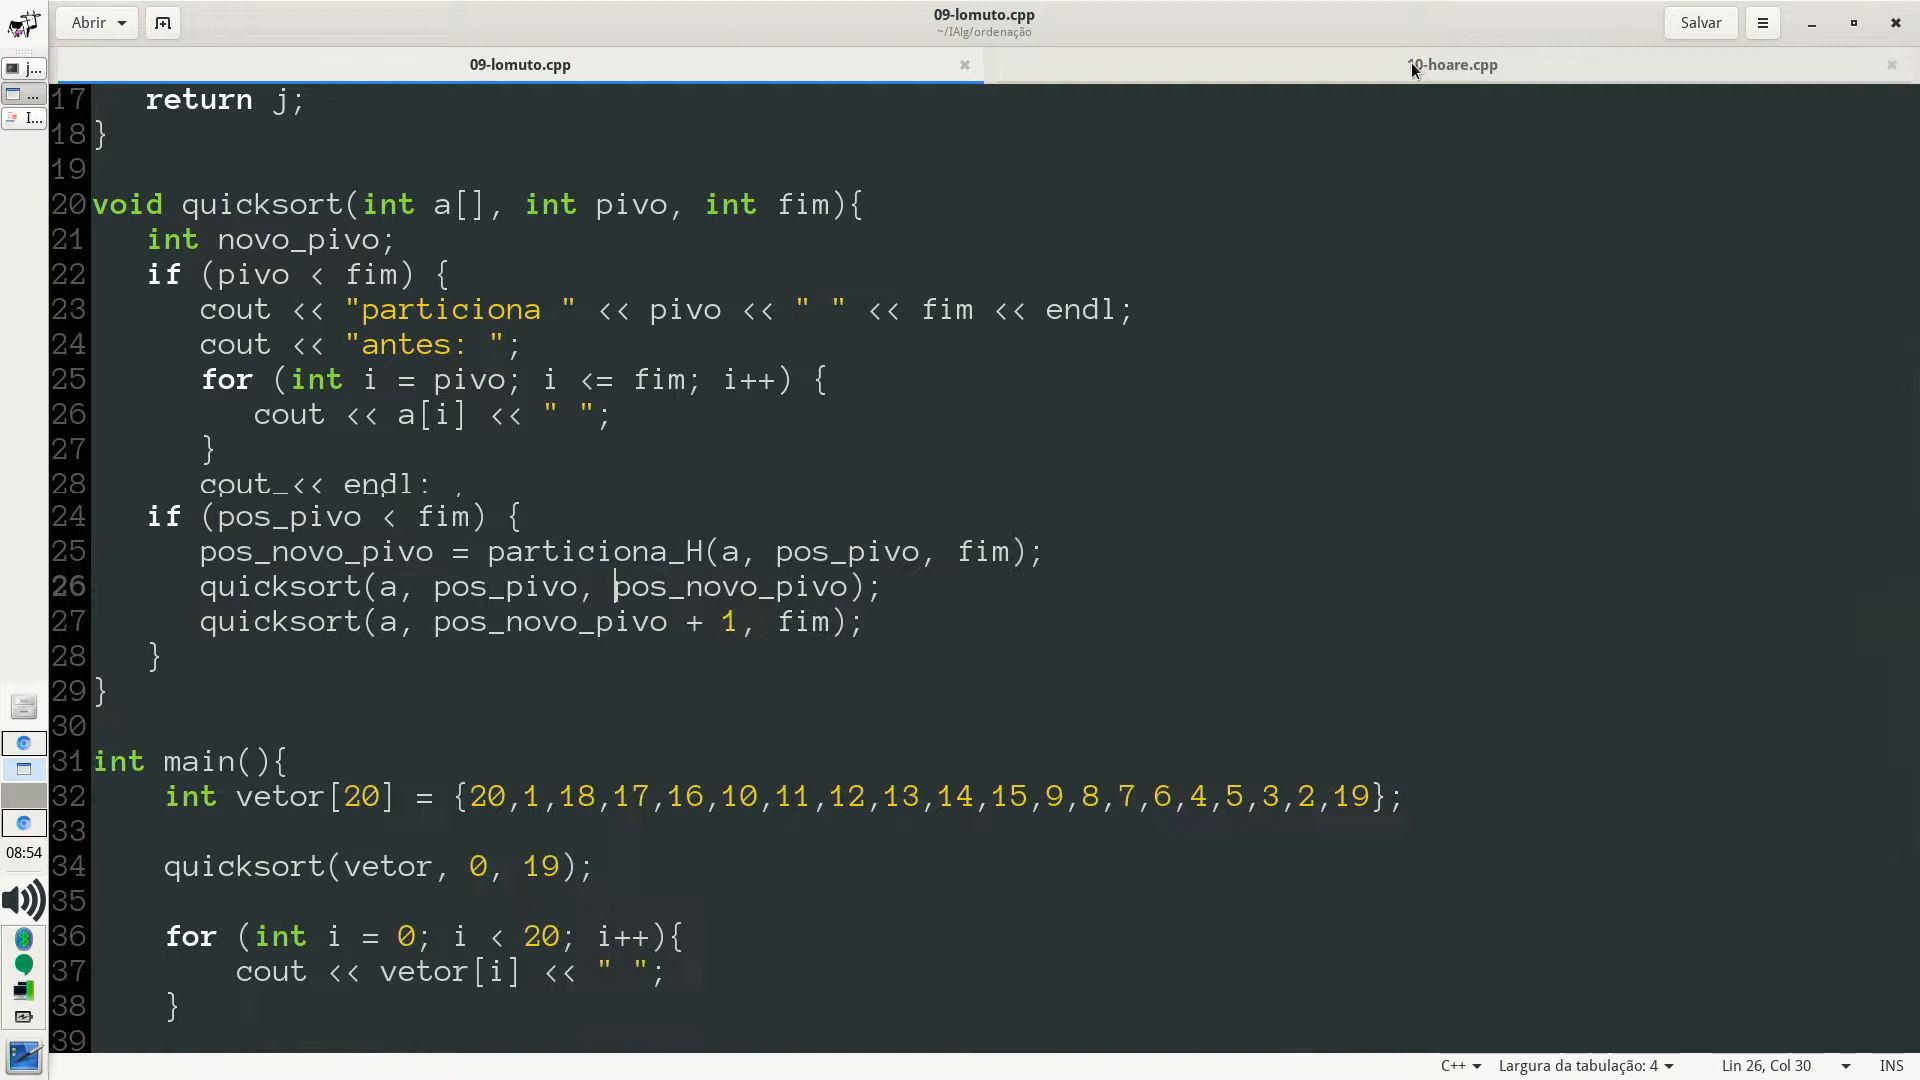 Abrir
09-lomuto.cpp
~/IAlg/ordenação
Salvar
09-lomuto.cpp
10-hoare.cpp
j...
...
I...
17 return j;
18 }
19
20 void quicksort(int a[], int pivo, int fim){
21 int novo_pivo;
22 if (pivo < fim) {
23 cout << "particiona " << pivo << " " << fim << endl;
24 cout << "antes: ";
25 for (int i = pivo; i <= fim; i++) {
26 cout << a[i] << " ";
27 }
28 cout << endl;
24 if (pos_pivo < fim) {
25 pos_novo_pivo = particiona_H(a, pos_pivo, fim);
26 quicksort(a, pos_pivo, pos_novo_pivo);
27 quicksort(a, pos_novo_pivo + 1, fim);
28 }
29 }
30
31 int main(){
32 int vetor[20] = {20,1,18,17,16,10,11,12,13,14,15,9,8,7,6,4,5,3,2,19};
33
34 quicksort(vetor, 0, 19);
35
36 for (int i = 0; i < 20; i++){
37 cout << vetor[i] << " ";
38 }
39
08:54
C++
Largura da tabulação: 4
Lin 26, Col 30
INS